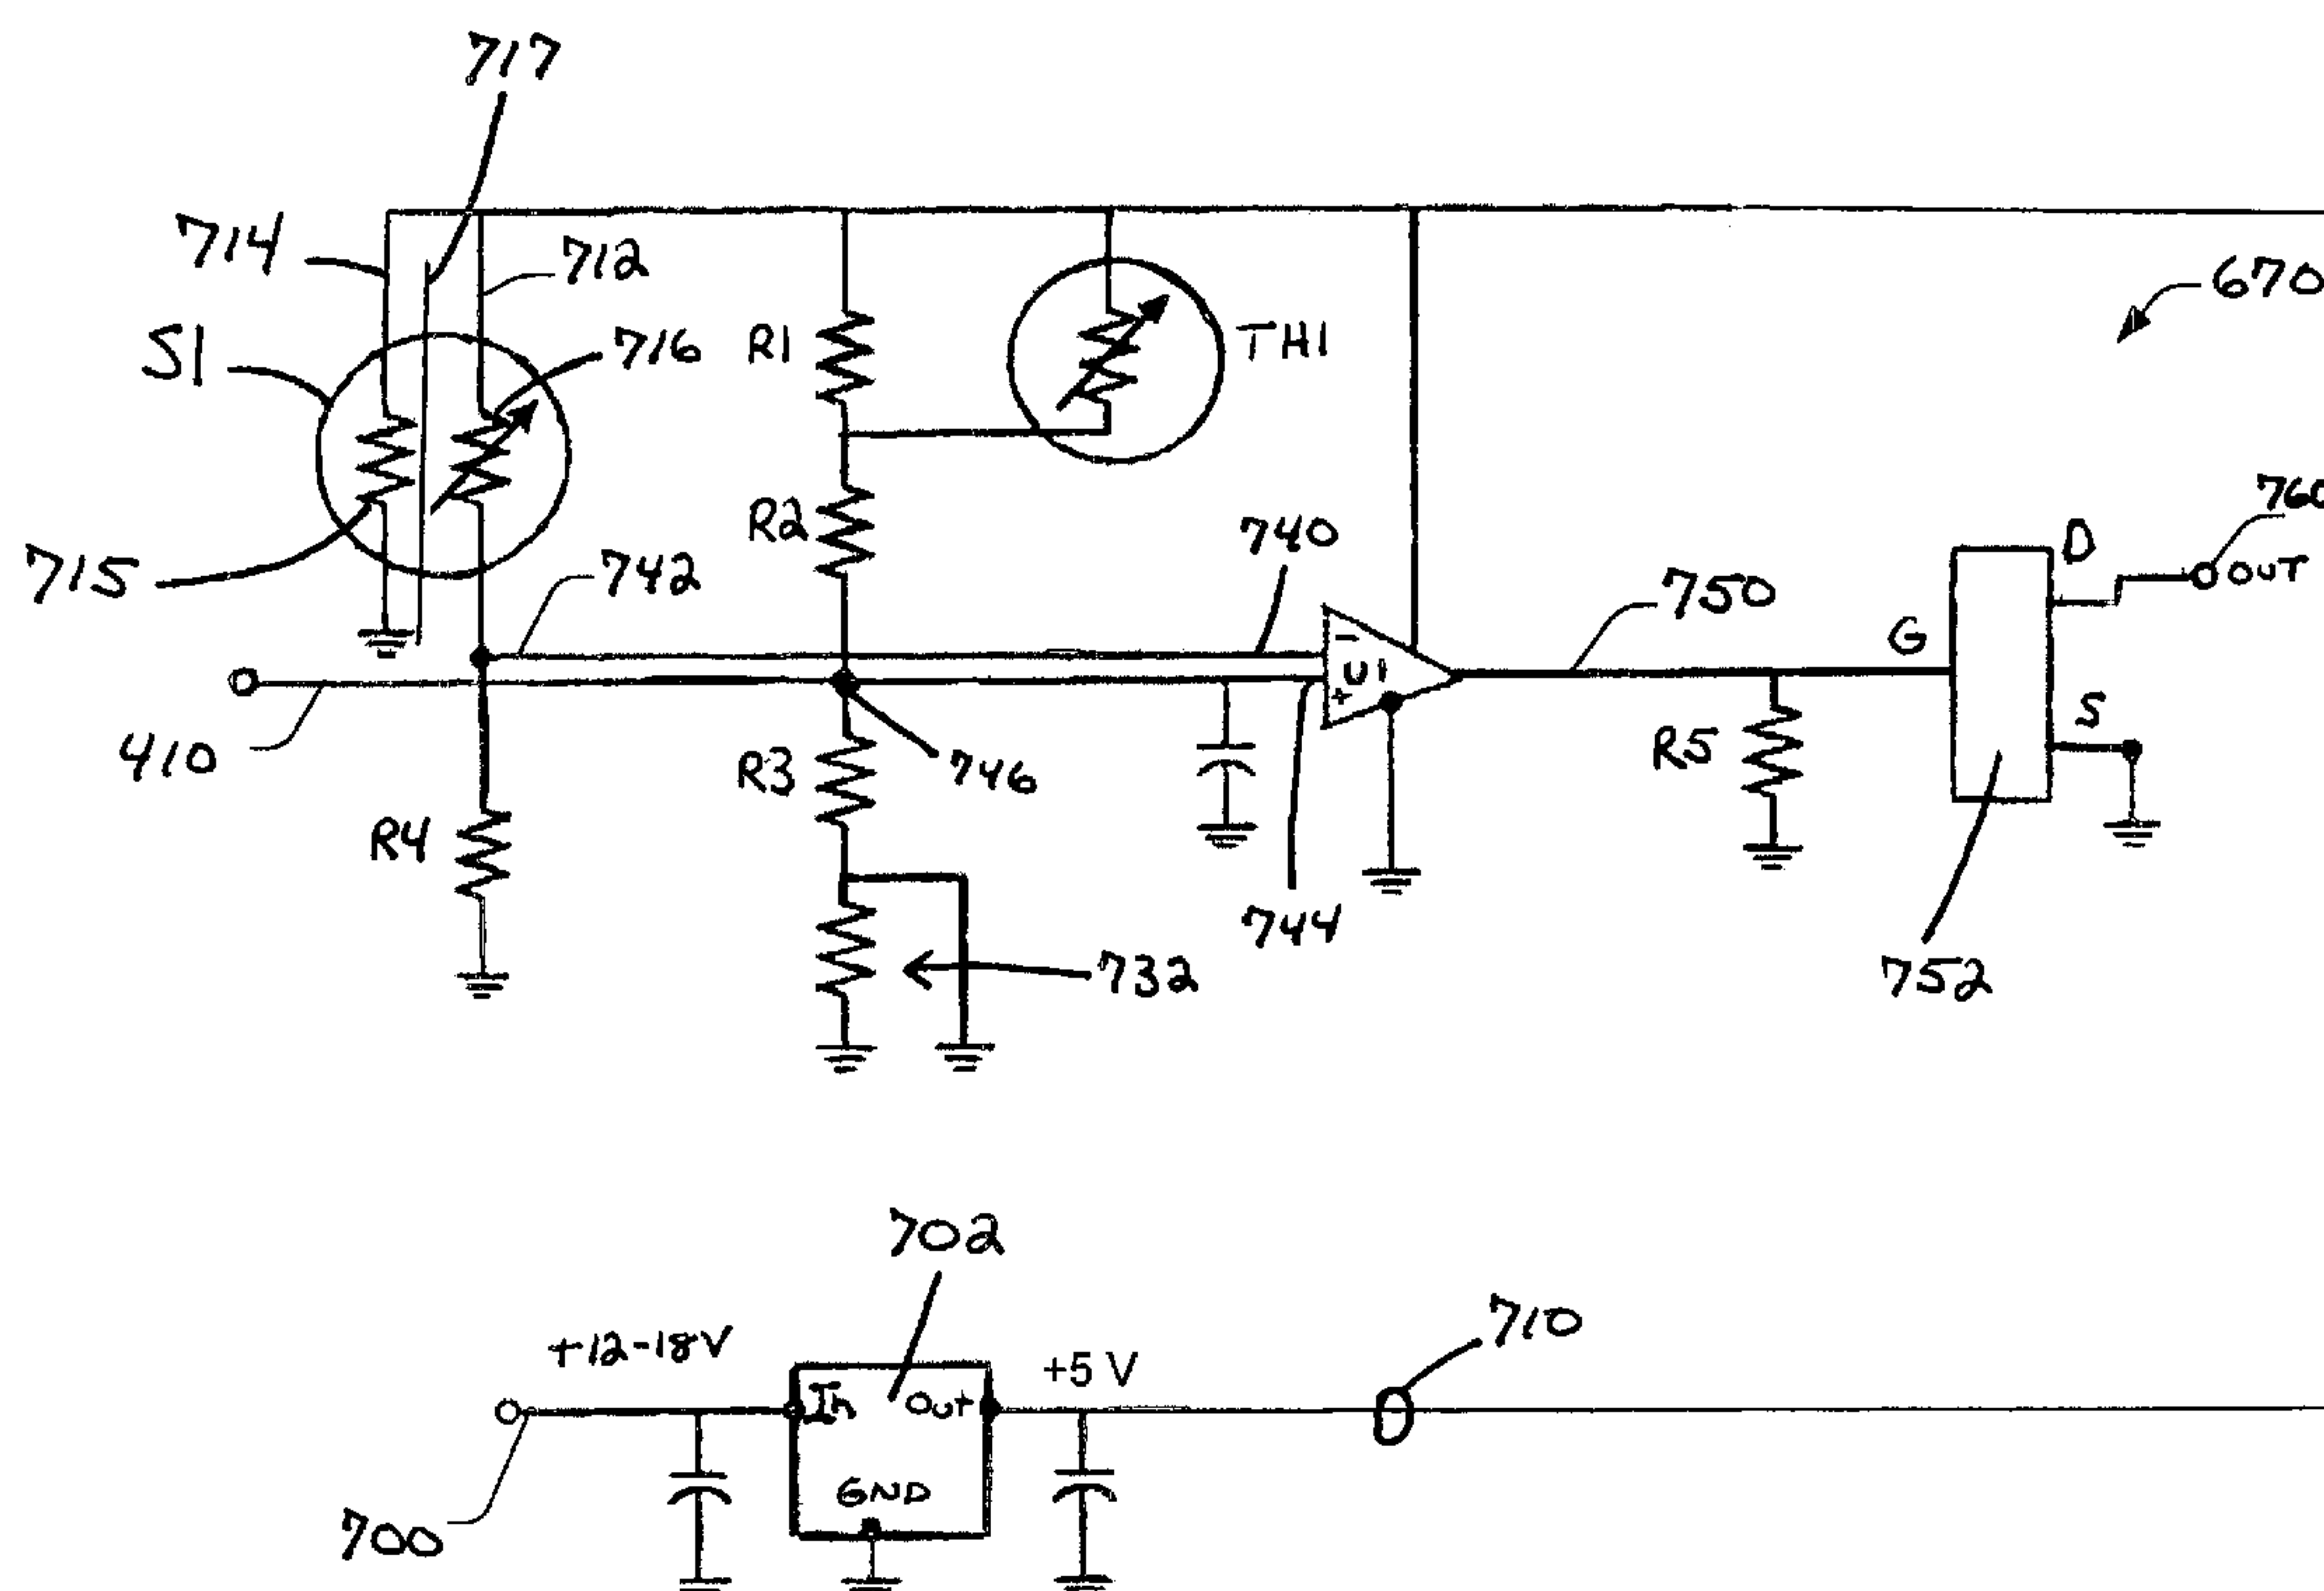 717
714
712
670
S1
716
R1
TH1
R2
740
760
D
OUT
715
742
750
G
U1
-
+
S
410
R3
746
R5
R4
744
732
752
702
+12-18V
+5 V
710
In
Out
GND
700